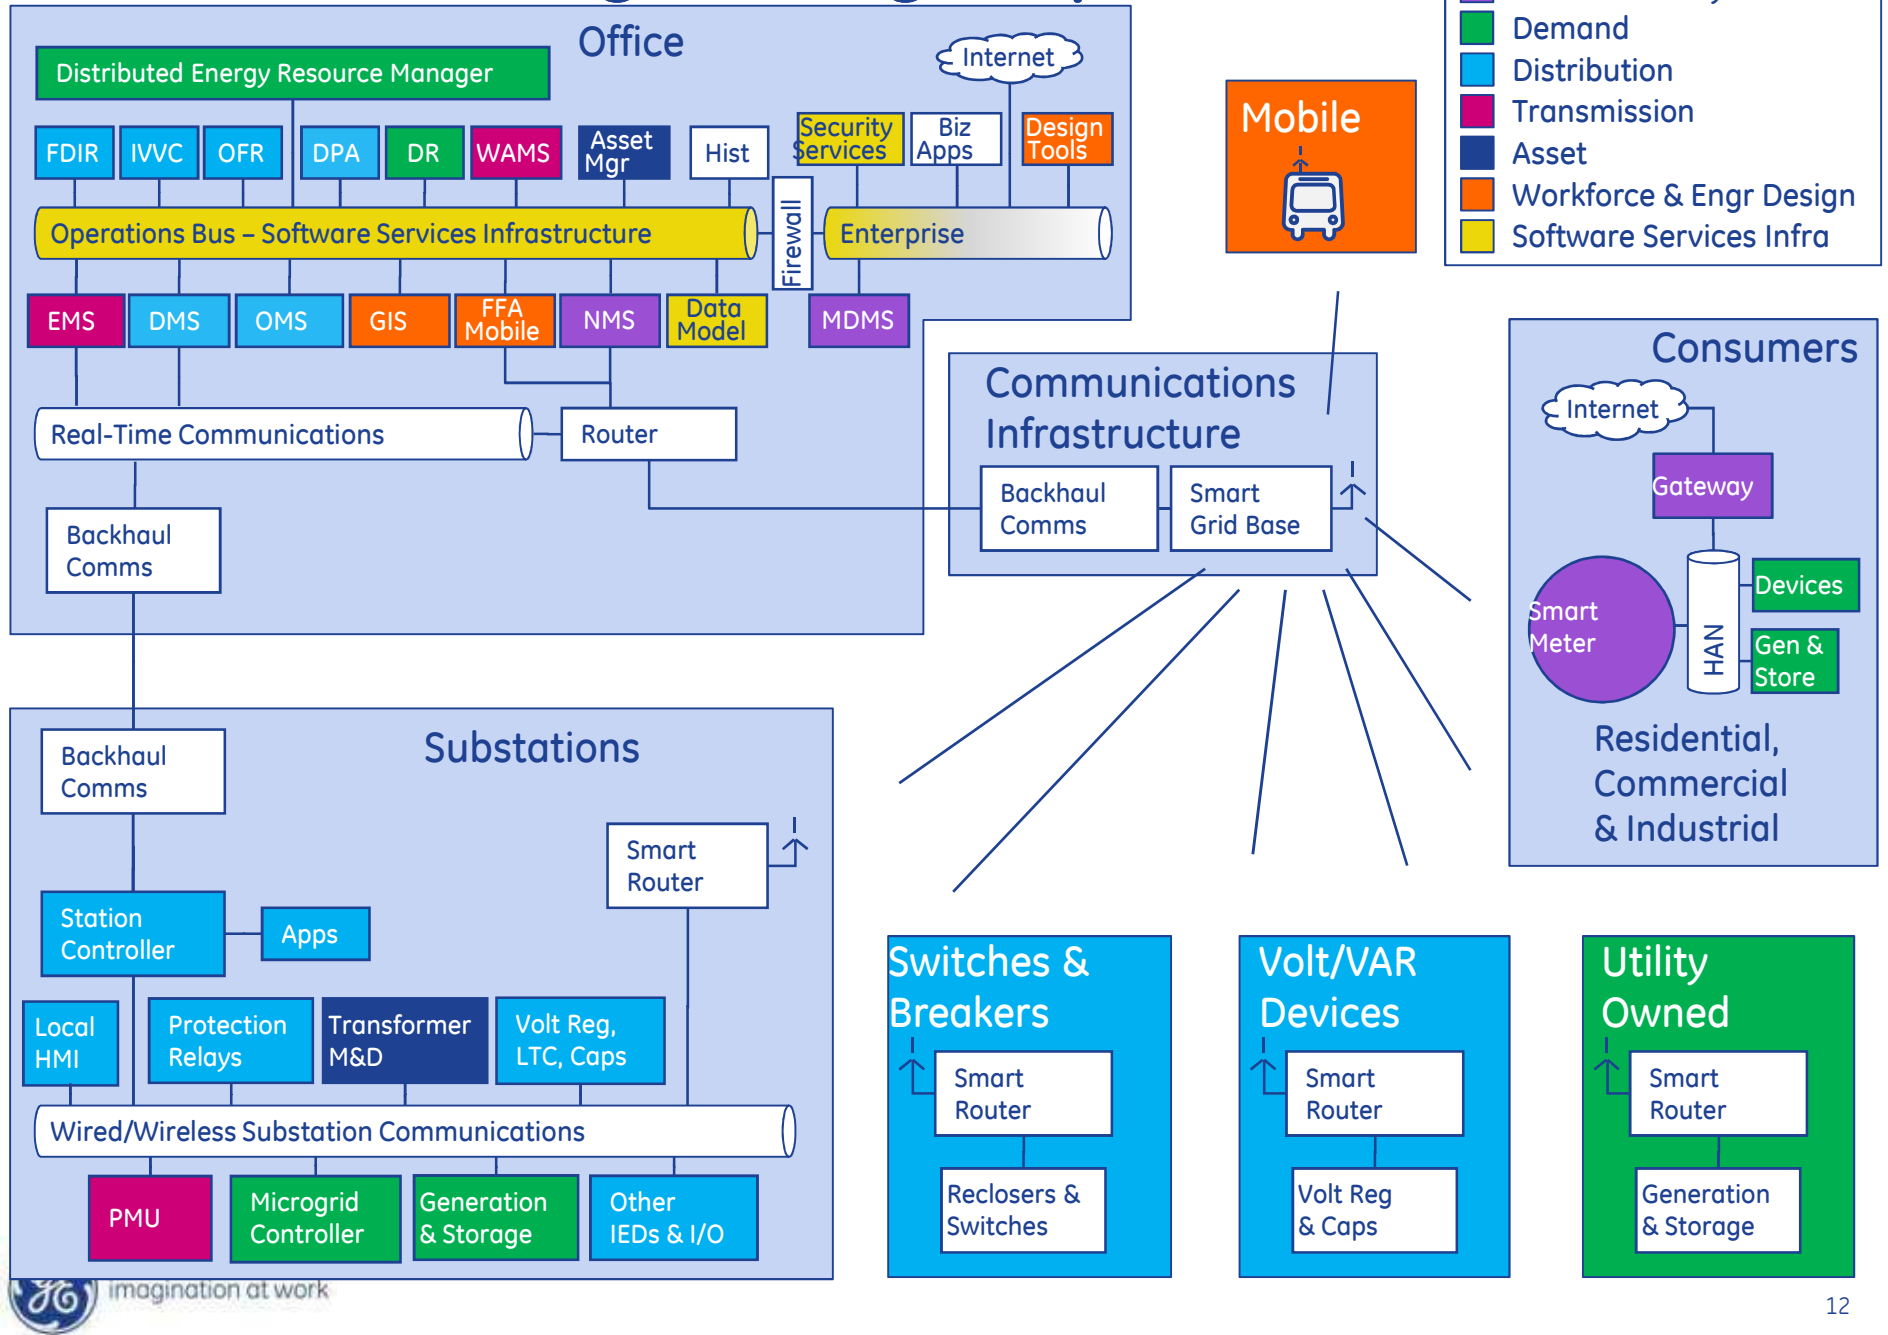 Office
Distributed Energy Resource Manager
Internet
FDIR
IVVC
OFR
DPA
DR
WAMS
Asset
Mgr
Hist
Security
Services
Biz
Apps
Design
Tools
Operations Bus – Software Services Infrastructure
Firewall
Enterprise
EMS
DMS
OMS
GIS
FFA
Mobile
NMS
Data
Model
MDMS
Real-Time Communications
Router
Backhaul
Comms
Mobile
Demand
Distribution
Transmission
Asset
Workforce & Engr Design
Software Services Infra
Communications
Infrastructure
Backhaul
Comms
Smart
Grid Base
Consumers
Internet
Gateway
Smart
Meter
HAN
Devices
Gen &
Store
Residential,
Commercial
& Industrial
Substations
Backhaul
Comms
Smart
Router
Station
Controller
Apps
Local
HMI
Protection
Relays
Transformer
M&D
Volt Reg,
LTC, Caps
Wired/Wireless Substation Communications
PMU
Microgrid
Controller
Generation
& Storage
Other
IEDs & I/O
Switches &
Breakers
Smart
Router
Reclosers &
Switches
Volt/VAR
Devices
Smart
Router
Volt Reg
& Caps
Utility
Owned
Smart
Router
Generation
& Storage
GE
imagination at work
12